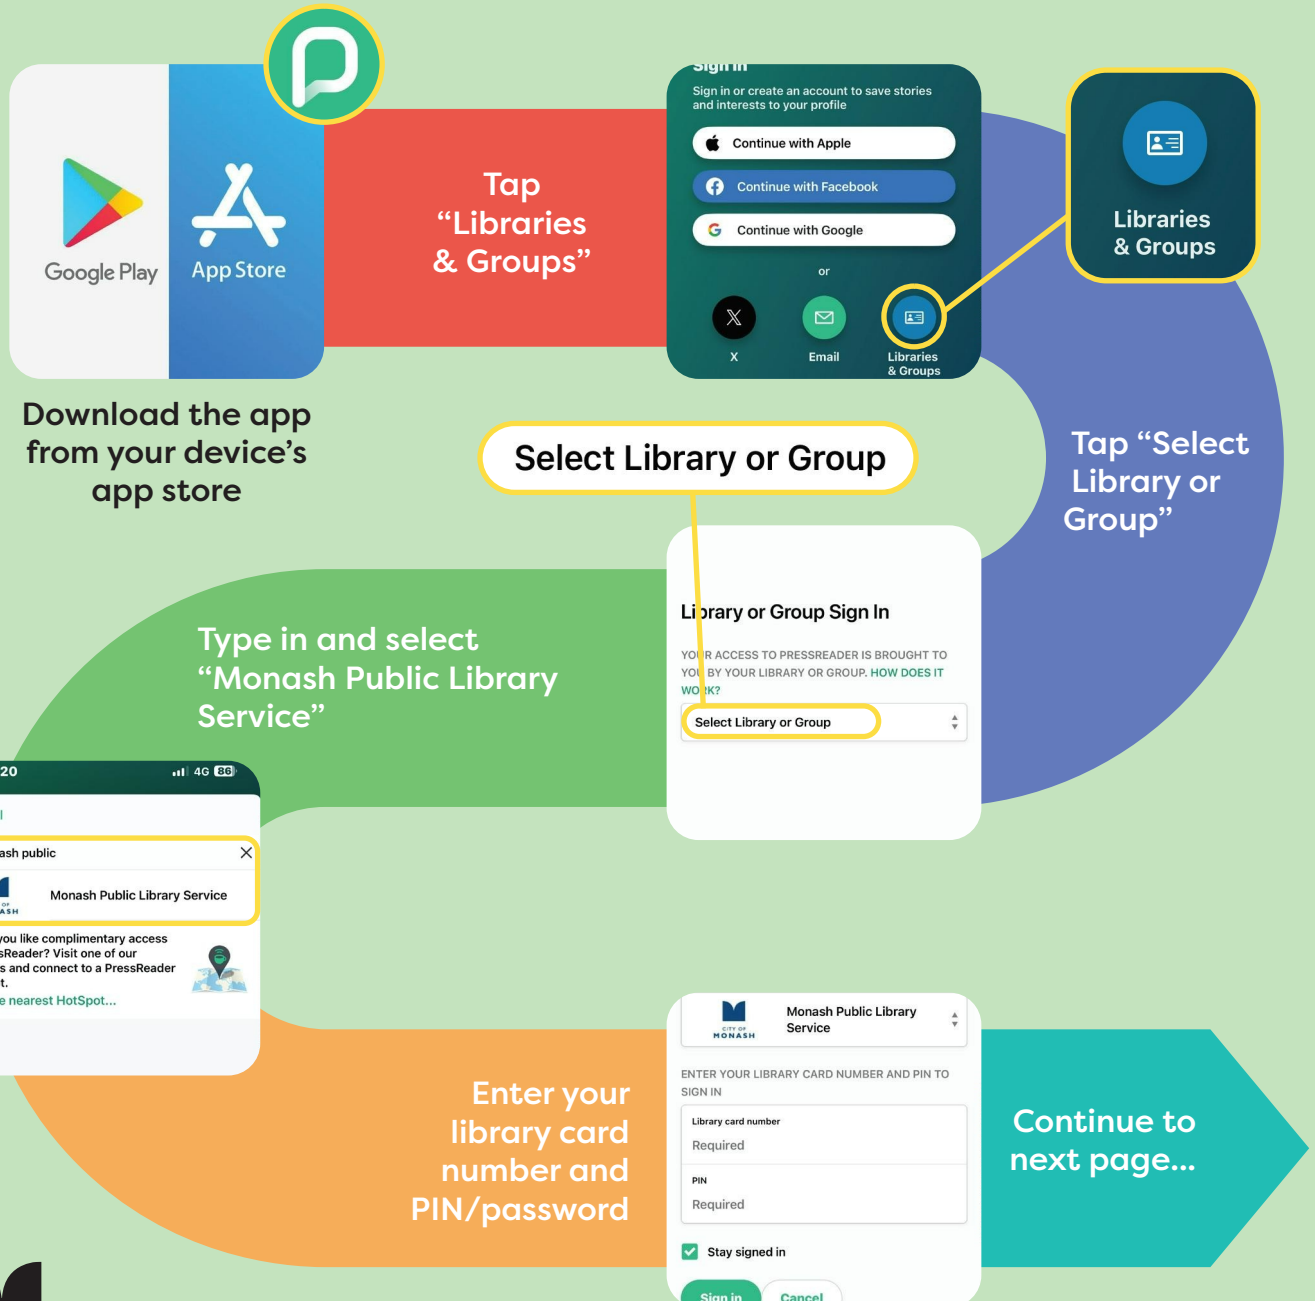 Google Play
App Store
Download the app
from your device's
app store
Tap
“Libraries
& Groups”
Sign in
Sign in or create an account to save stories
and interests to your profile
Continue with Apple
Continue with Facebook
Continue with Google
or
X
Email
Libraries
& Groups
Libraries
& Groups
Tap “Select
Library or
Group”
Select Library or Group
Library or Group Sign In
YOUR ACCESS TO PRESSREADER IS BROUGHT TO
YOU BY YOUR LIBRARY OR GROUP. HOW DOES IT
WORK?
Select Library or Group
Type in and select
“Monash Public Library
Service”
20
4G 86
ash public
Monash Public Library Service
OF
ASH
you like complimentary access
sReader? Visit one of our
s and connect to a PressReader
t.
e nearest HotSpot...
Enter your
library card
number and
PIN/password
CITY OF
MONASH
Monash Public Library
Service
ENTER YOUR LIBRARY CARD NUMBER AND PIN TO
SIGN IN
Library card number
Required
PIN
Required
Stay signed in
Sign in
Cancel
Continue to
next page...